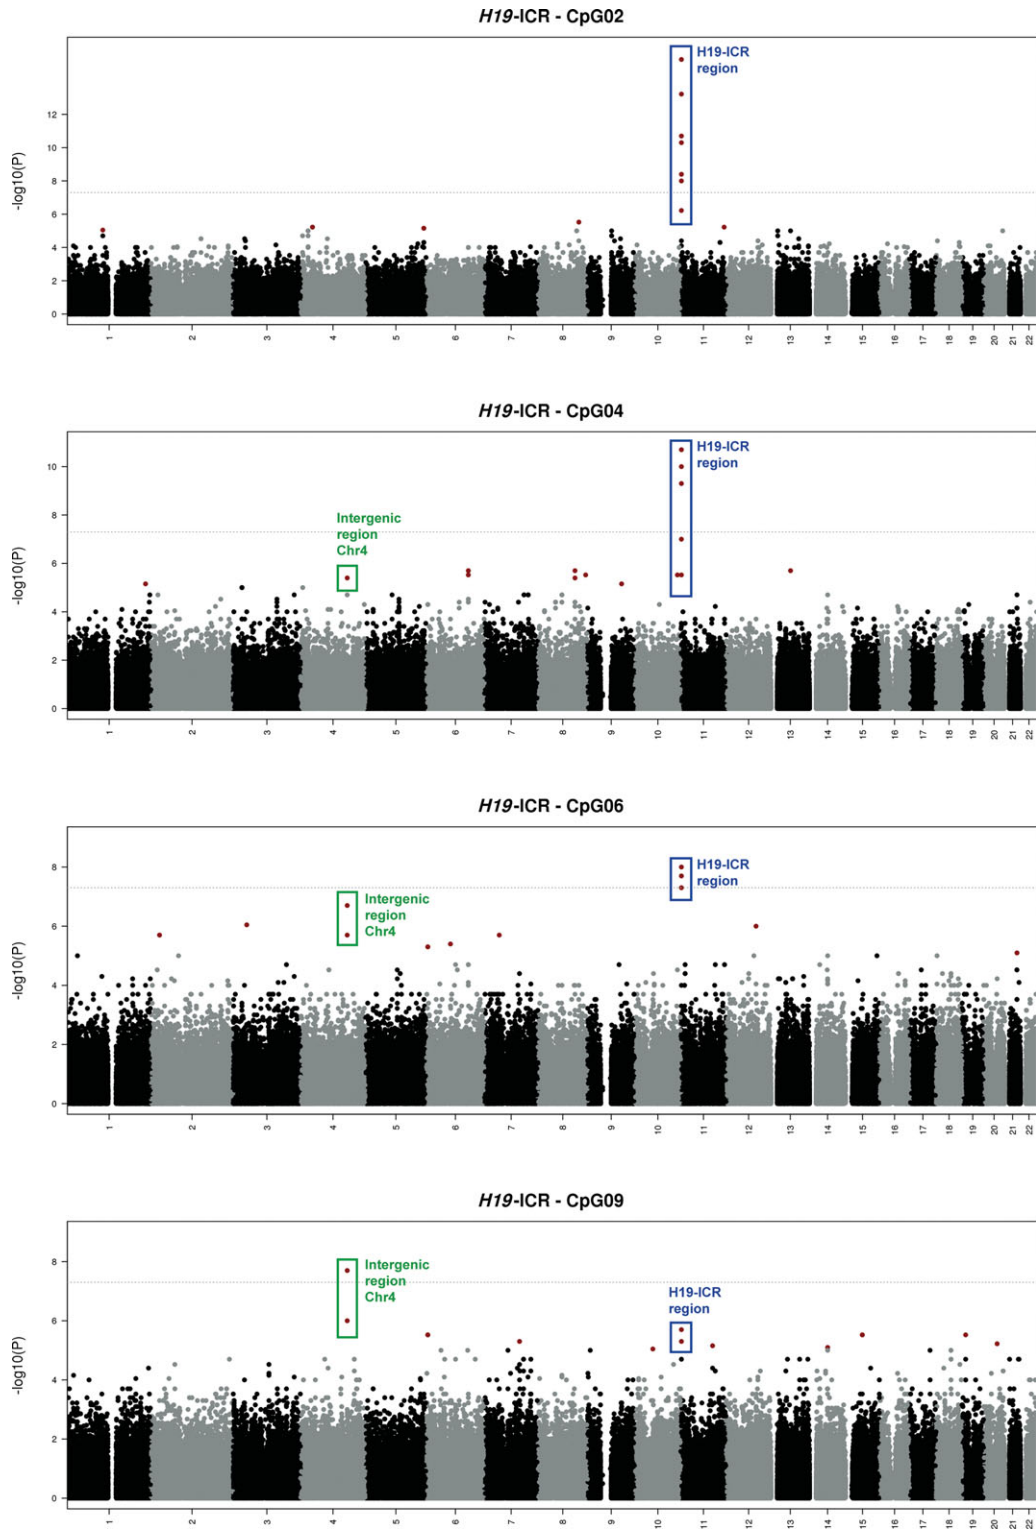 H19-ICR - CpG02
H19-ICR
region
-log10(P)
12
10
8
6
4
2
0
1 2 3 4 5 6 7 8 9 10 11 12 13 14 15 16 17 18 19 20 21 22
H19-ICR - CpG04
H19-ICR
region
Intergenic
region
Chr4
-log10(P)
10
8
6
4
2
0
1 2 3 4 5 6 7 8 9 10 11 12 13 14 15 16 17 18 19 20 21 22
H19-ICR - CpG06
H19-ICR
region
Intergenic
region
Chr4
-log10(P)
8
6
4
2
0
1 2 3 4 5 6 7 8 9 10 11 12 13 14 15 16 17 18 19 20 21 22
H19-ICR - CpG09
Intergenic
region
Chr4
H19-ICR
region
-log10(P)
8
6
4
2
0
1 2 3 4 5 6 7 8 9 10 11 12 13 14 15 16 17 18 19 20 21 22